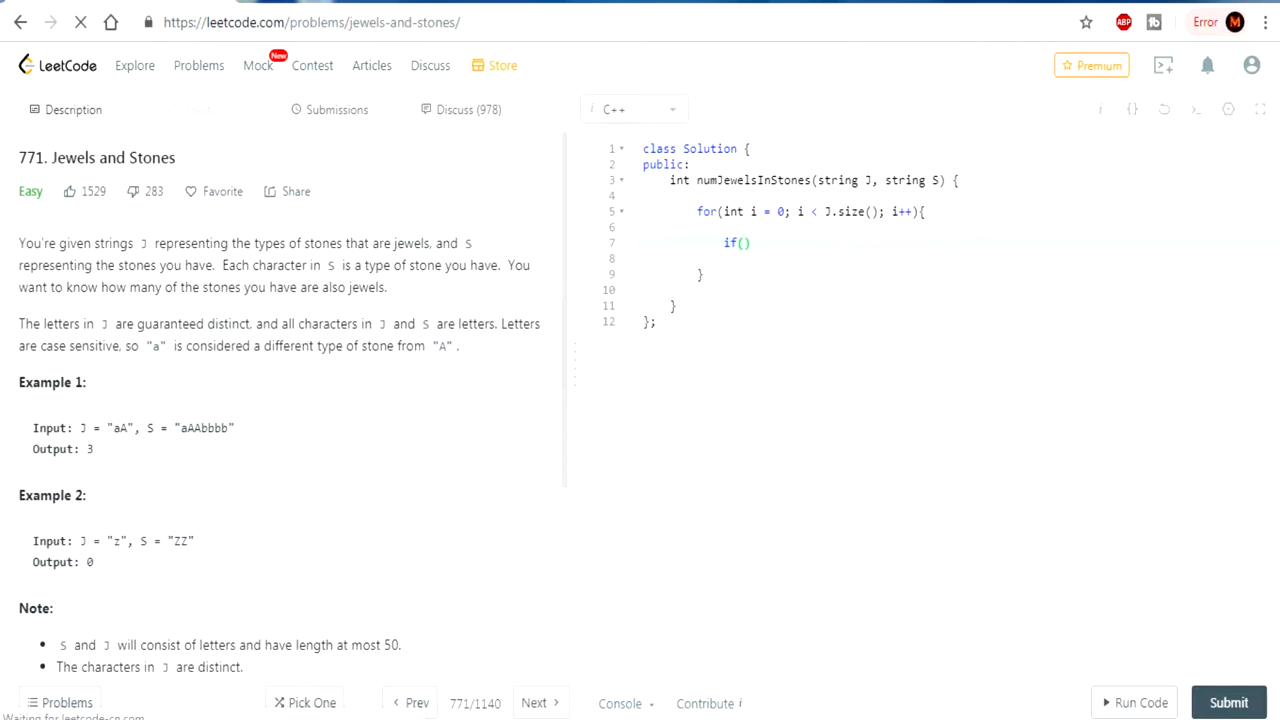 https://leetcode.com/problems/jewels-and-stones/
ABP
Error M
LeetCode Explore Problems Mock New Contest Articles Discuss Store
Premium
Description Submissions Discuss (978)
i C++
i {}
771. Jewels and Stones
Easy 1529 283 Favorite Share
You're given strings J representing the types of stones that are jewels, and S
representing the stones you have. Each character in S is a type of stone you have. You
want to know how many of the stones you have are also jewels.
The letters in J are guaranteed distinct, and all characters in J and S are letters. Letters
are case sensitive, so "a" is considered a different type of stone from "A" .
Example 1:
Input: J = "aA", S = "aAAbbbb"
Output: 3
Example 2:
Input: J = "z", S = "ZZ"
Output: 0
Note:
• S and J will consist of letters and have length at most 50.
• The characters in J are distinct.
1 class Solution {
2 public:
3 int numJewelsInStones(string J, string S) {
4
5 for(int i = 0; i < J.size(); i++){
6
7 if()
8
9 }
10
11 }
12 };
Problems Pick One Prev 771/1140 Next Console Contribute i Run Code Submit
Waiting for leetcode-cn.com